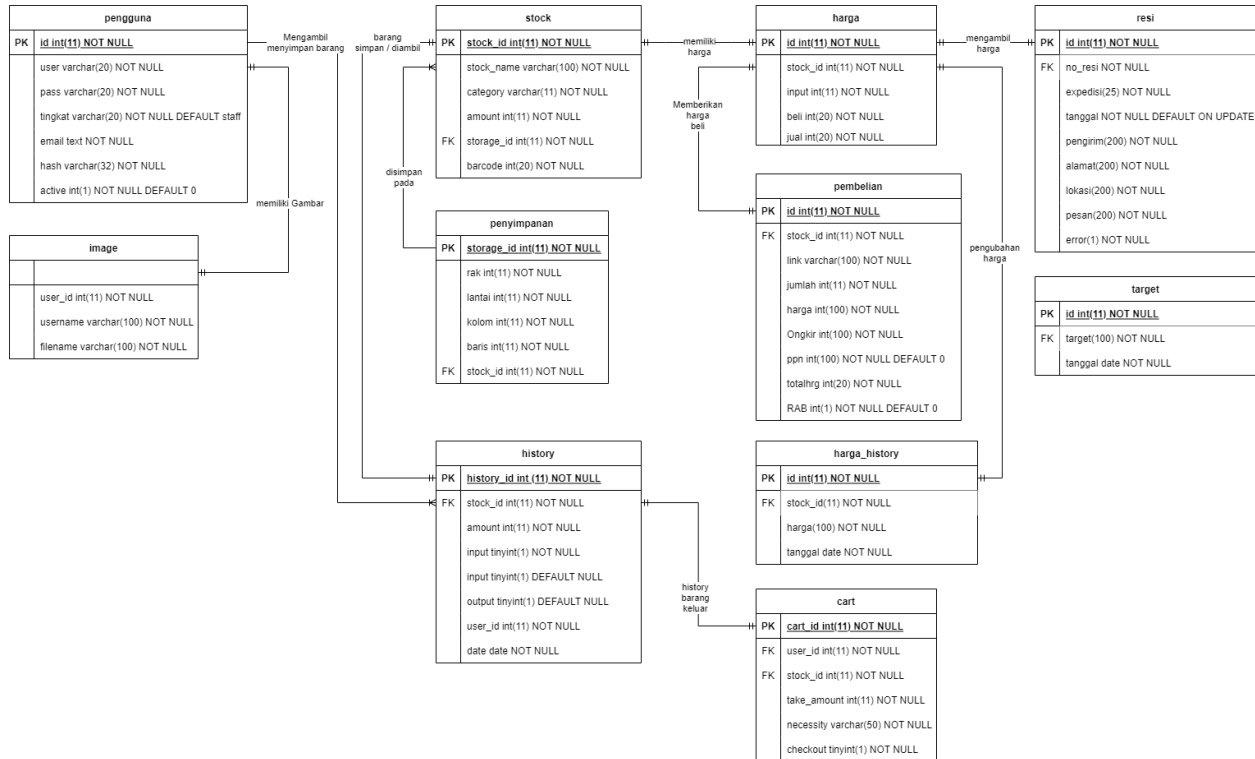 pengguna
PK id int(11) NOT NULL
user varchar(20) NOT NULL
pass varchar(20) NOT NULL
tingkat varchar(20) NOT NULL DEFAULT staff
email text NOT NULL
hash varchar(32) NOT NULL
active int(1) NOT NULL DEFAULT 0
image
user_id int(11) NOT NULL
username varchar(100) NOT NULL
filename varchar(100) NOT NULL
memiliki Gambar
Mengambil
menyimpan barang
barang
simpan / diambil
stock
PK stock_id int(11) NOT NULL
stock_name varchar(100) NOT NULL
category varchar(11) NOT NULL
amount int(11) NOT NULL
FK storage_id int(11) NOT NULL
barcode int(20) NOT NULL
disimpan
pada
penyimpanan
PK storage_id int(11) NOT NULL
rak int(11) NOT NULL
lantai int(11) NOT NULL
kolom int(11) NOT NULL
baris int(11) NOT NULL
FK stock_id int(11) NOT NULL
history
PK history_id int (11) NOT NULL
FK stock_id int(11) NOT NULL
amount int(11) NOT NULL
input tinyint(1) NOT NULL
input tinyint(1) DEFAULT NULL
output tinyint(1) DEFAULT NULL
user_id int(11) NOT NULL
date date NOT NULL
memiliki
harga
Memberikan
harga
beli
harga
PK id int(11) NOT NULL
stock_id int(11) NOT NULL
input int(11) NOT NULL
beli int(20) NOT NULL
jual int(20) NOT NULL
pembelian
PK id int(11) NOT NULL
FK stock_id int(11) NOT NULL
link varchar(100) NOT NULL
jumlah int(11) NOT NULL
harga int(100) NOT NULL
Ongkir int(100) NOT NULL
ppn int(100) NOT NULL DEFAULT 0
totalhrg int(20) NOT NULL
RAB int(1) NOT NULL DEFAULT 0
harga_history
PK id int(11) NOT NULL
FK stock_id(11) NOT NULL
harga(100) NOT NULL
tanggal date NOT NULL
history
barang
keluar
cart
PK cart_id int(11) NOT NULL
FK user_id int(11) NOT NULL
FK stock_id int(11) NOT NULL
take_amount int(11) NOT NULL
necessity varchar(50) NOT NULL
checkout tinyint(1) NOT NULL
mengambil
harga
pengubahan
harga
resi
PK id int(11) NOT NULL
FK no_resi NOT NULL
expedisi(25) NOT NULL
tanggal NOT NULL DEFAULT ON UPDATE
pengirim(200) NOT NULL
alamat(200) NOT NULL
lokasi(200) NOT NULL
pesan(200) NOT NULL
error(1) NOT NULL
target
PK id int(11) NOT NULL
FK target(100) NOT NULL
tanggal date NOT NULL